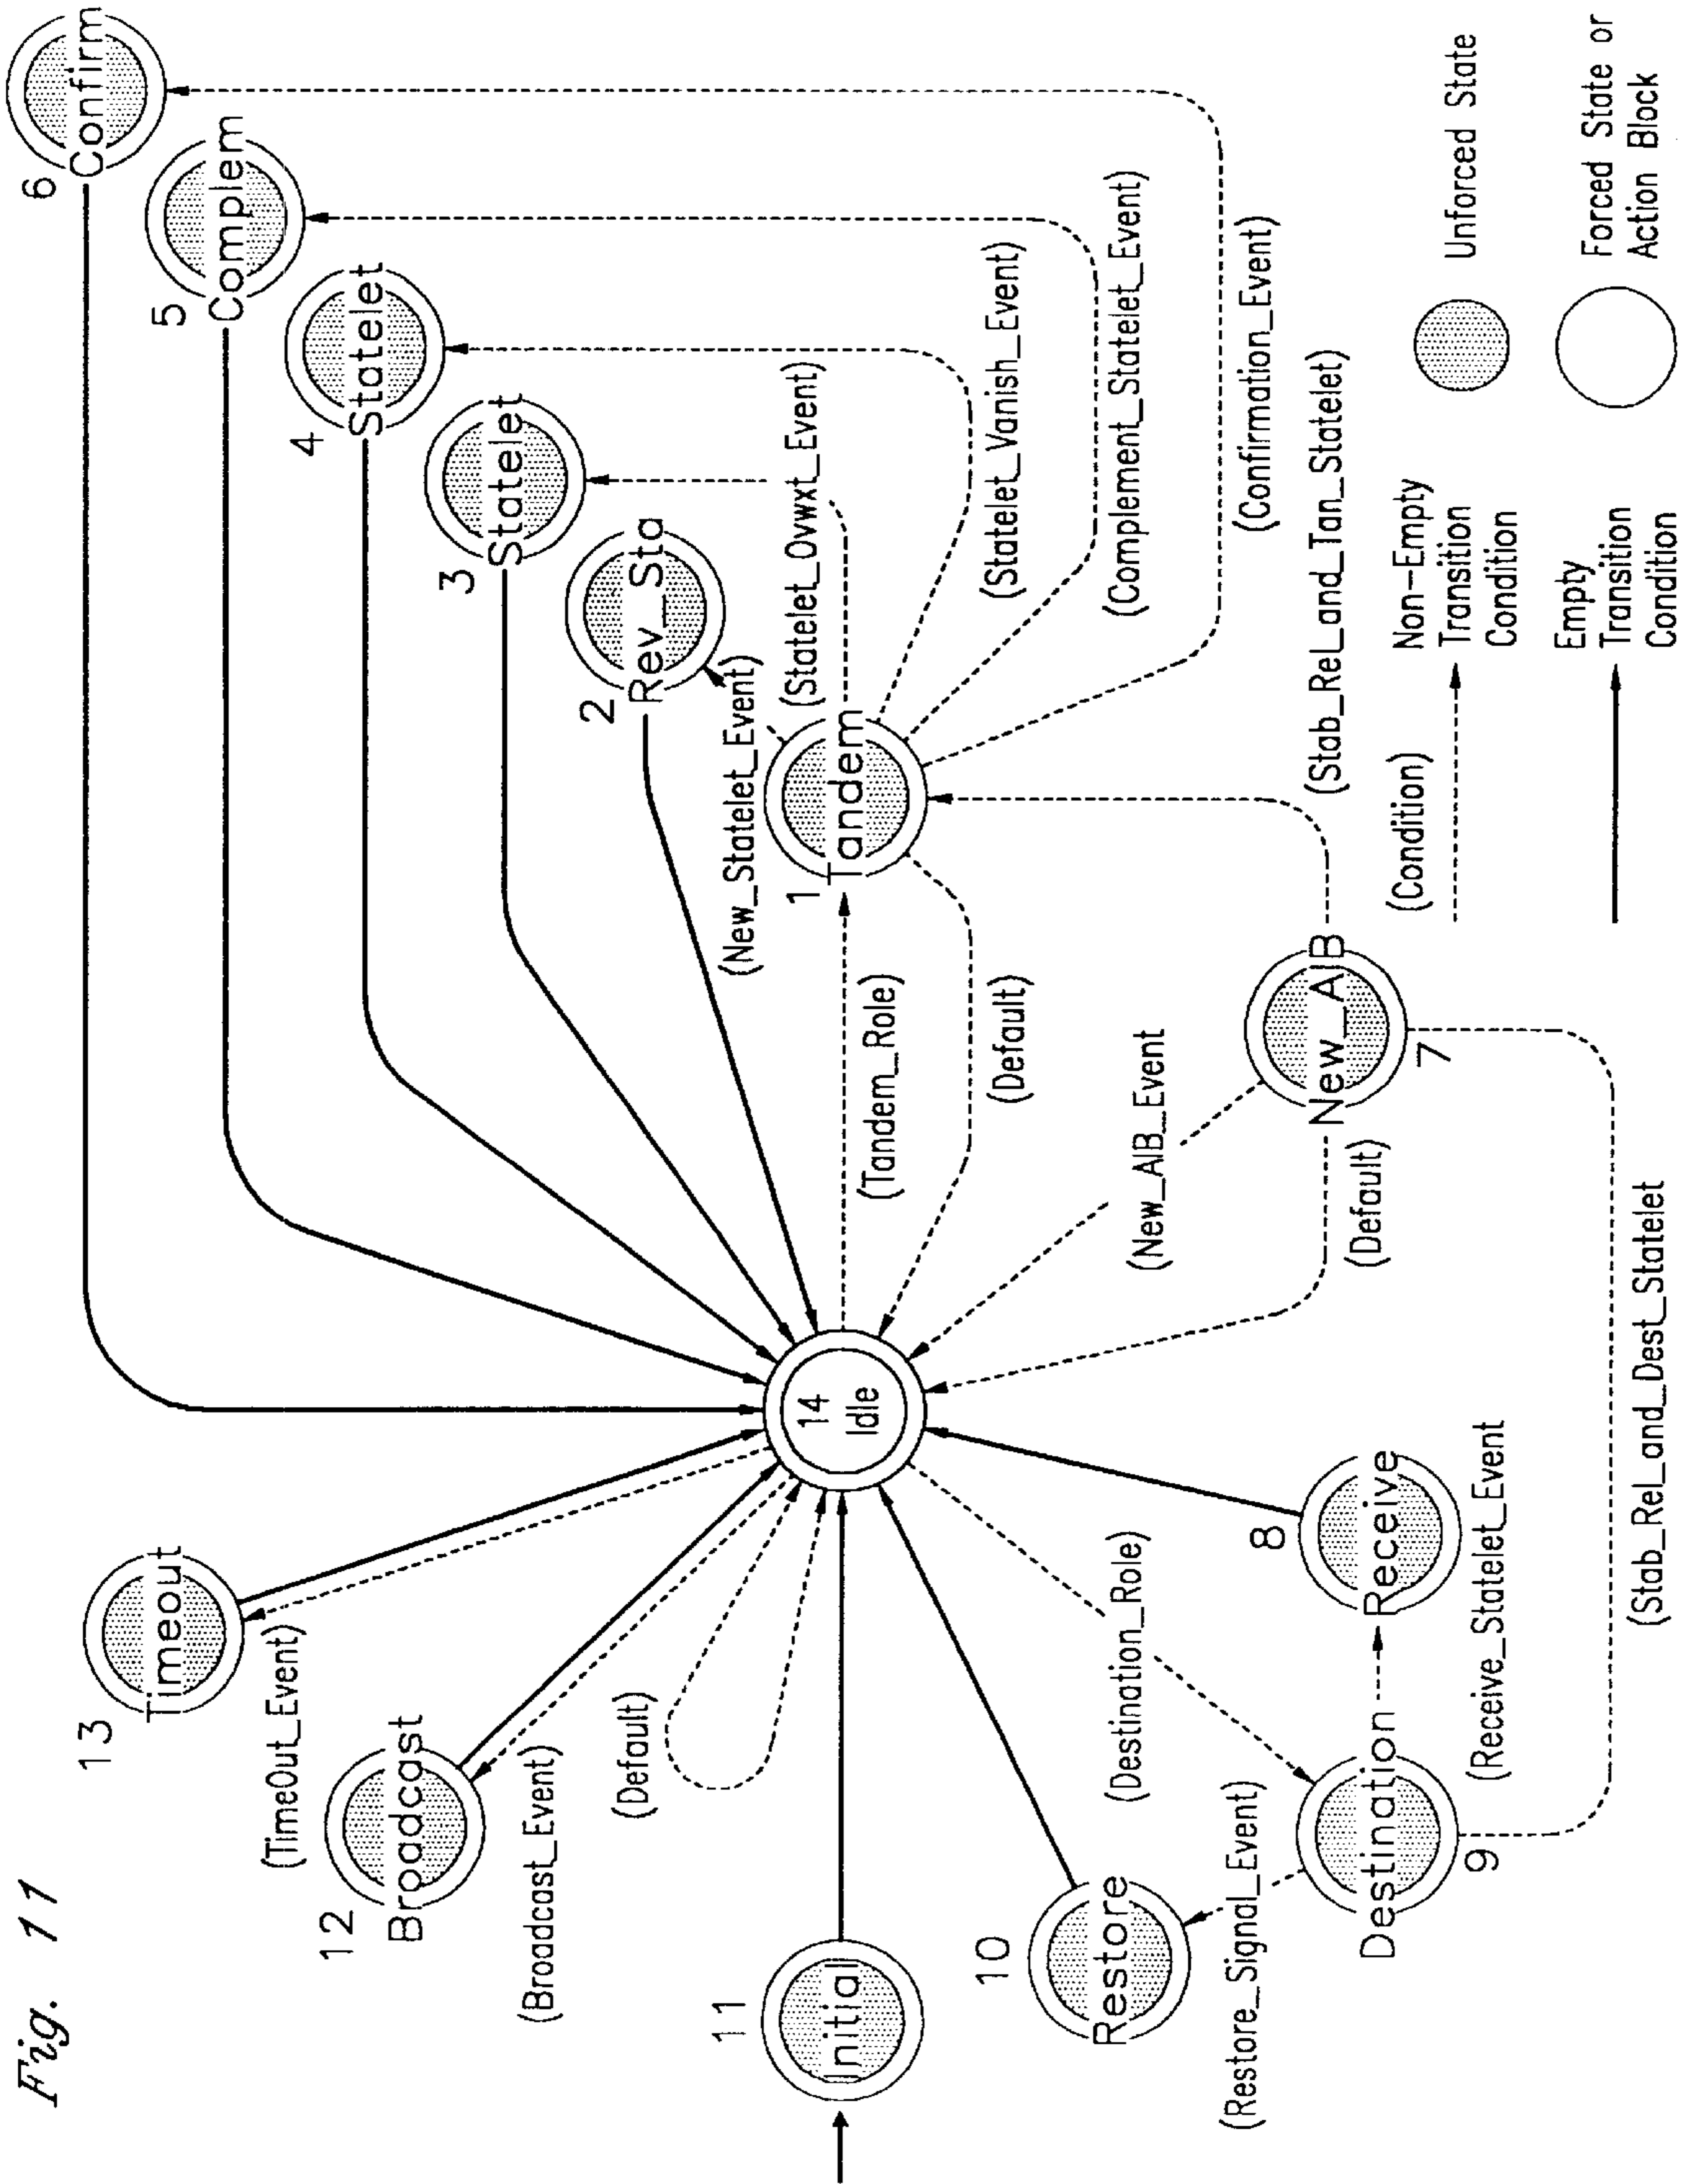 Fig. 11
13
Timeout
(TimeOut_Event)
12
Broadcast
(Broadcast_Event)
(Default)
11
Initial
10
Restore
(Restore_Signal_Event)
(Destination_Role)
Destination
9
8
Receive
(Receive_Statelet_Event
(Stab_Rel_and_Dest_Statelet
14
Idle
6
Confirm
5
Complem
4
Statelet
3
Statelet
2
Rev_Sta
(New_Statelet_Event)
1
Tandem
(Tandem_Role)
(Default)
(Statelet_Ovwxt_Event)
(Statelet_Vanish_Event)
(Complement_Statelet_Event)
(Confirmation_Event)
(New_AIB_Event
(Default)
New_AIB
7
(Stab_Rel_and_Tan_Statelet)
(Condition)
Non-Empty
Transition
Condition
Empty
Transition
Condition
Unforced State
Forced State or
Action Block